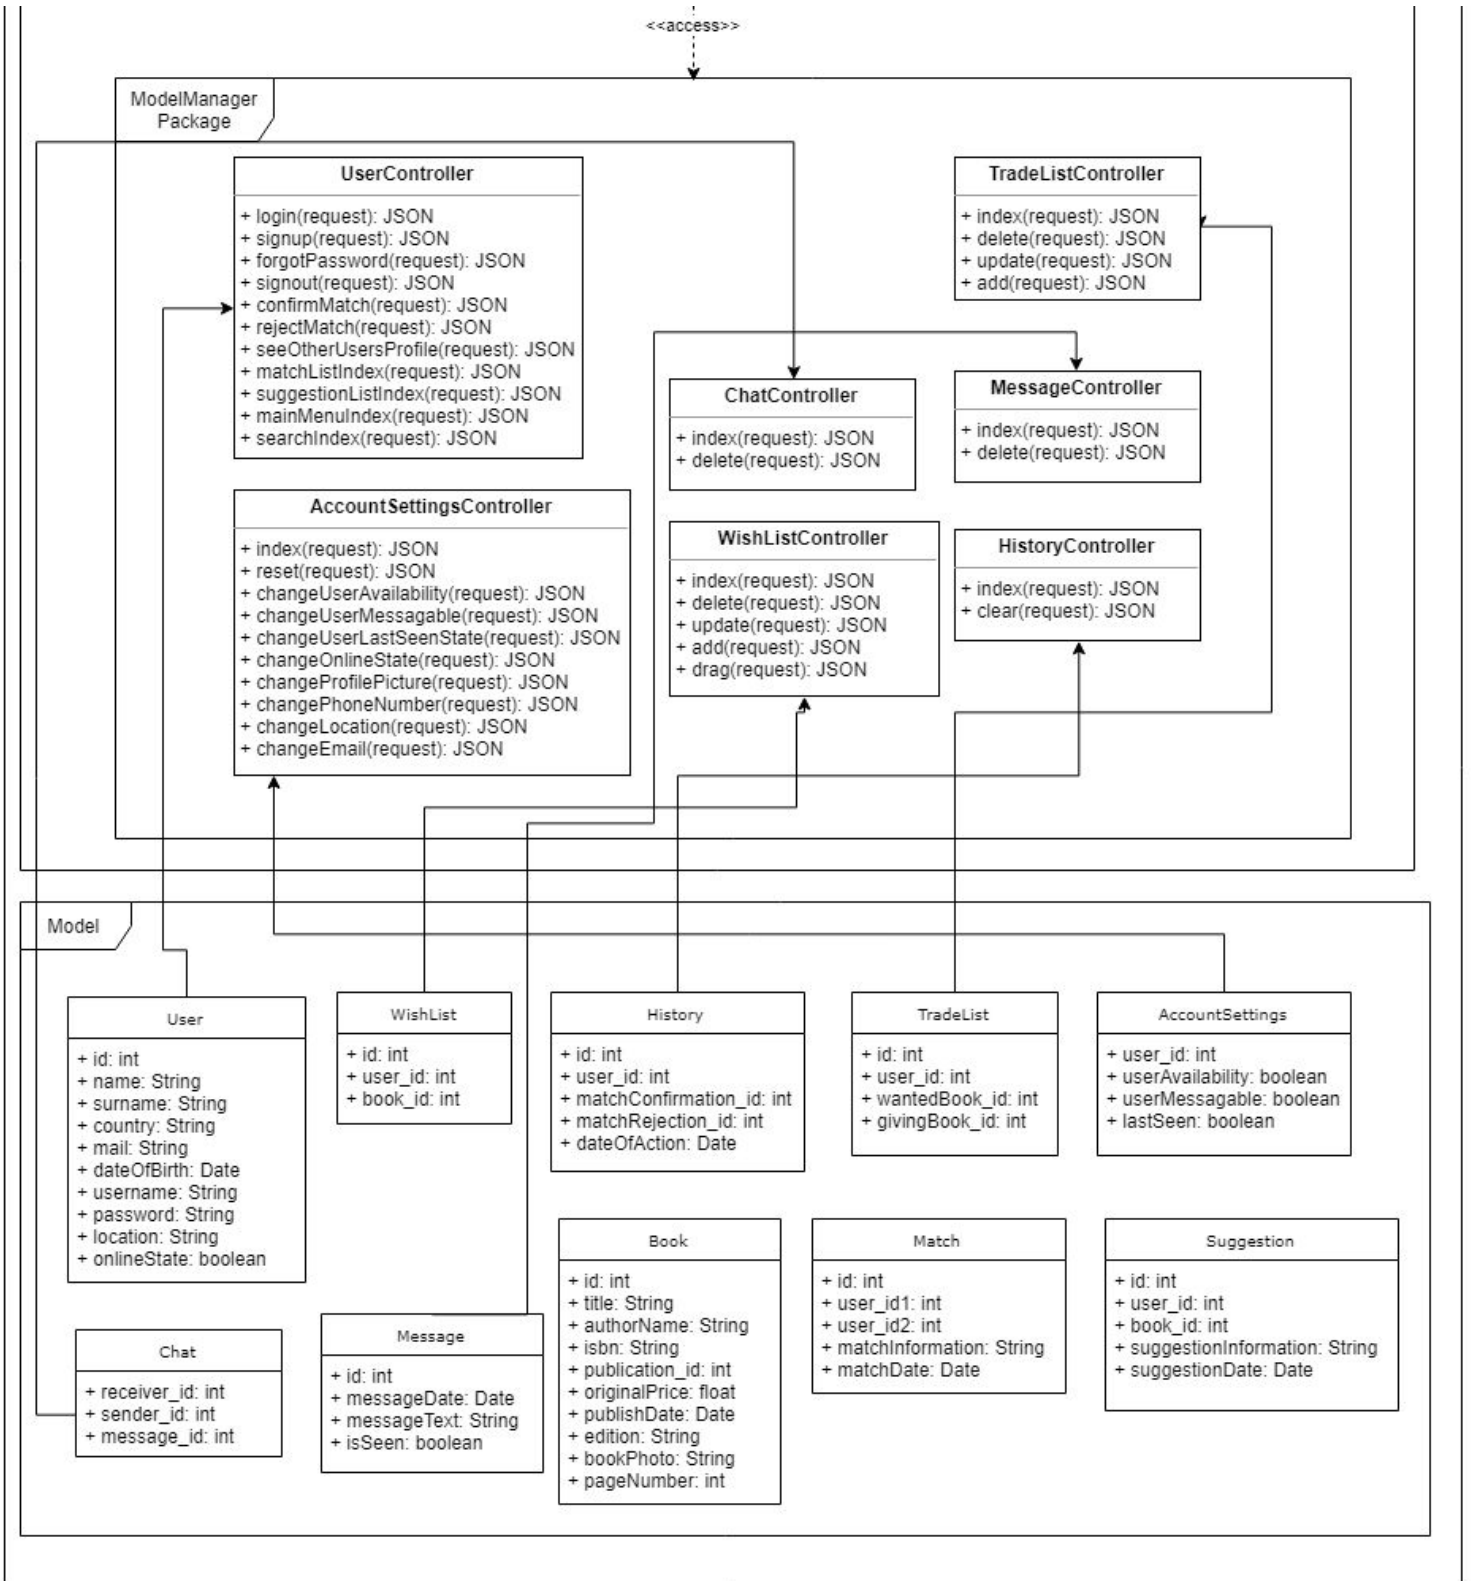 <<access>>
ModelManager
Package
UserController
+ login(request): JSON
+ signup(request): JSON
+ forgotPassword(request): JSON
+ signout(request): JSON
+ confirmMatch(request): JSON
+ rejectMatch(request): JSON
+ seeOtherUsersProfile(request): JSON
+ matchListIndex(request): JSON
+ suggestionListIndex(request): JSON
+ mainMenuIndex(request): JSON
+ searchIndex(request): JSON
TradeListController
+ index(request): JSON
+ delete(request): JSON
+ update(request): JSON
+ add(request): JSON
ChatController
+ index(request): JSON
+ delete(request): JSON
MessageController
+ index(request): JSON
+ delete(request): JSON
AccountSettingsController
+ index(request): JSON
+ reset(request): JSON
+ changeUserAvailability(request): JSON
+ changeUserMessagable(request): JSON
+ changeUserLastSeenState(request): JSON
+ changeOnlineState(request): JSON
+ changeProfilePicture(request): JSON
+ changePhoneNumber(request): JSON
+ changeLocation(request): JSON
+ changeEmail(request): JSON
WishListController
+ index(request): JSON
+ delete(request): JSON
+ update(request): JSON
+ add(request): JSON
+ drag(request): JSON
HistoryController
+ index(request): JSON
+ clear(request): JSON
Model
User
+ id: int
+ name: String
+ surname: String
+ country: String
+ mail: String
+ dateOfBirth: Date
+ username: String
+ password: String
+ location: String
+ onlineState: boolean
WishList
+ id: int
+ user_id: int
+ book_id: int
History
+ id: int
+ user_id: int
+ matchConfirmation_id: int
+ matchRejection_id: int
+ dateOfAction: Date
TradeList
+ id: int
+ user_id: int
+ wantedBook_id: int
+ givingBook_id: int
AccountSettings
+ user_id: int
+ userAvailability: boolean
+ userMessagable: boolean
+ lastSeen: boolean
Chat
+ receiver_id: int
+ sender_id: int
+ message_id: int
Message
+ id: int
+ messageDate: Date
+ messageText: String
+ isSeen: boolean
Book
+ id: int
+ title: String
+ authorName: String
+ isbn: String
+ publication_id: int
+ originalPrice: float
+ publishDate: Date
+ edition: String
+ bookPhoto: String
+ pageNumber: int
Match
+ id: int
+ user_id1: int
+ user_id2: int
+ matchInformation: String
+ matchDate: Date
Suggestion
+ id: int
+ user_id: int
+ book_id: int
+ suggestionInformation: String
+ suggestionDate: Date